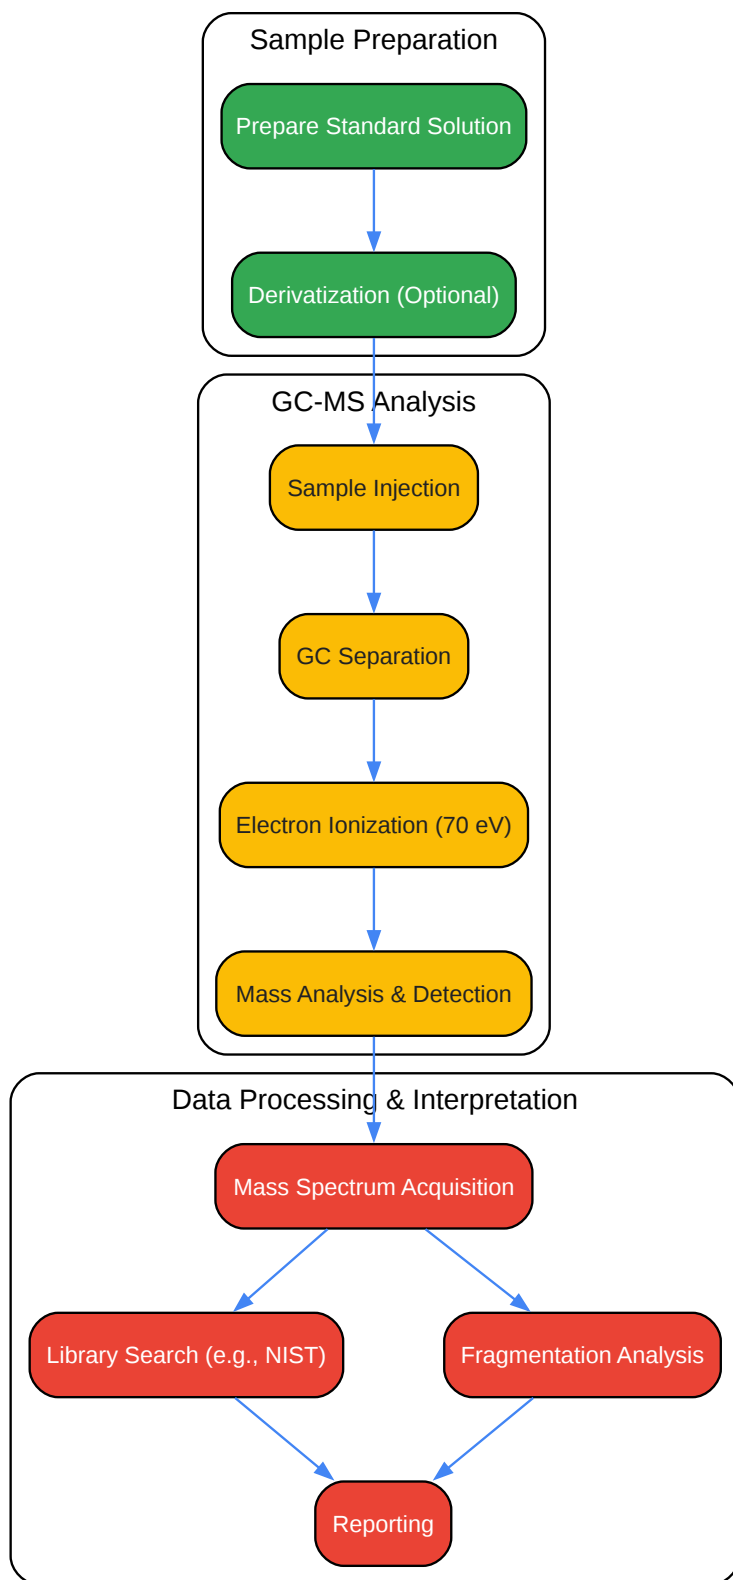 Sample Preparation
Prepare Standard Solution
Derivatization (Optional)
GC-MS Analysis
Sample Injection
GC Separation
Electron Ionization (70 eV)
Mass Analysis & Detection
Data Processing & Interpretation
Mass Spectrum Acquisition
Library Search (e.g., NIST)
Fragmentation Analysis
Reporting